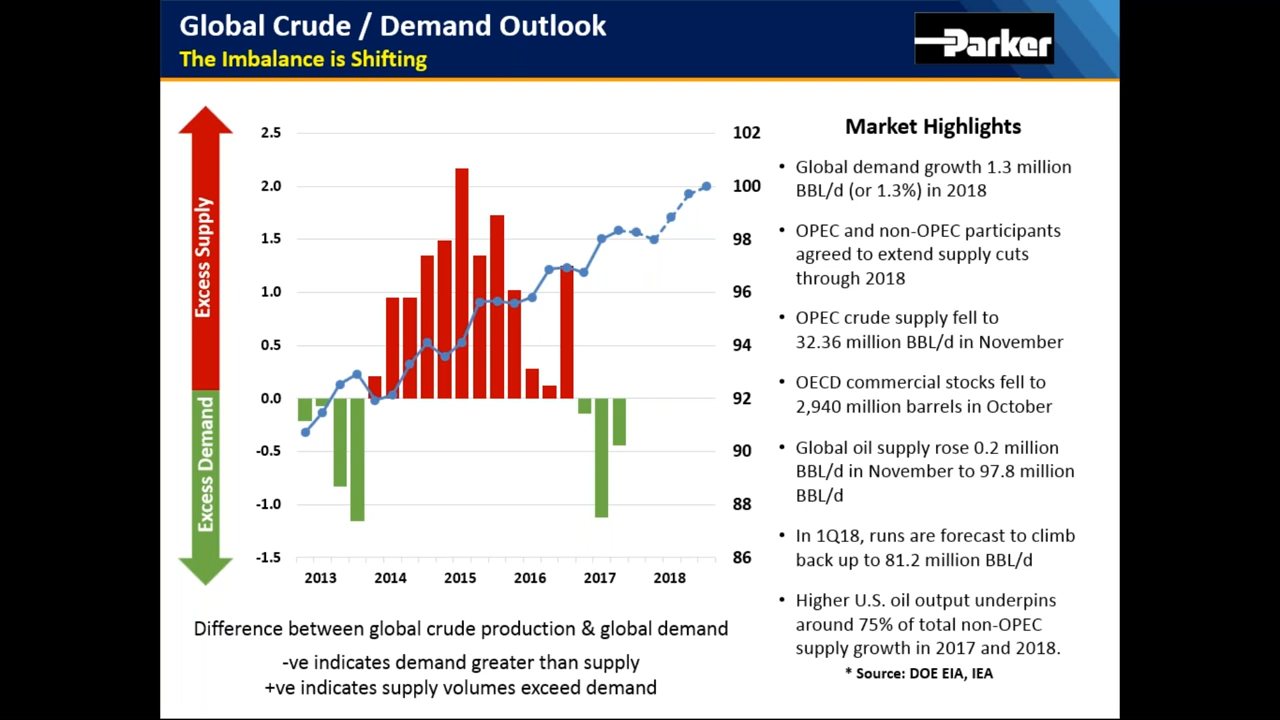 Global Crude / Demand Outlook
The Imbalance is Shifting
Parker
Excess Supply
Excess Demand
2.5
2.0
1.5
1.0
0.5
0.0
-0.5
-1.0
-1.5
102
100
98
96
94
92
90
88
86
2013 2014 2015 2016 2017 2018
Difference between global crude production & global demand
-ve indicates demand greater than supply
+ve indicates supply volumes exceed demand
Market Highlights
• Global demand growth 1.3 million
BBL/d (or 1.3%) in 2018
• OPEC and non-OPEC participants
agreed to extend supply cuts
through 2018
• OPEC crude supply fell to
32.36 million BBL/d in November
• OECD commercial stocks fell to
2,940 million barrels in October
• Global oil supply rose 0.2 million
BBL/d in November to 97.8 million
BBL/d
• In 1Q18, runs are forecast to climb
back up to 81.2 million BBL/d
• Higher U.S. oil output underpins
around 75% of total non-OPEC
supply growth in 2017 and 2018.
* Source: DOE EIA, IEA